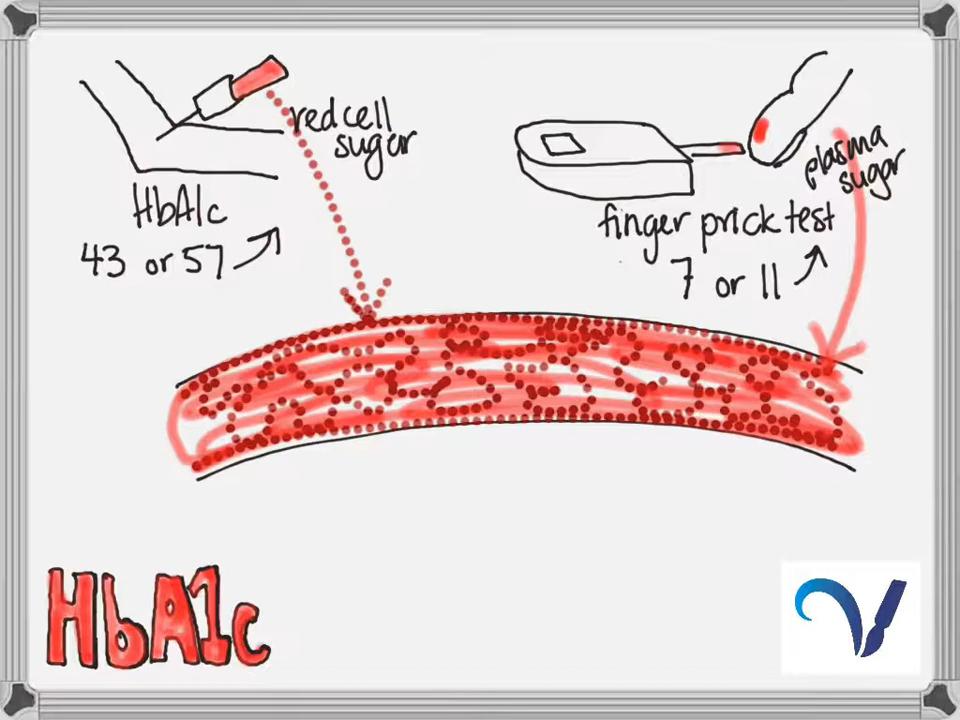 red cell
sugar
HbA1c
43 or 57
plasma
sugar
finger prick test
7 or 11
HbA1c